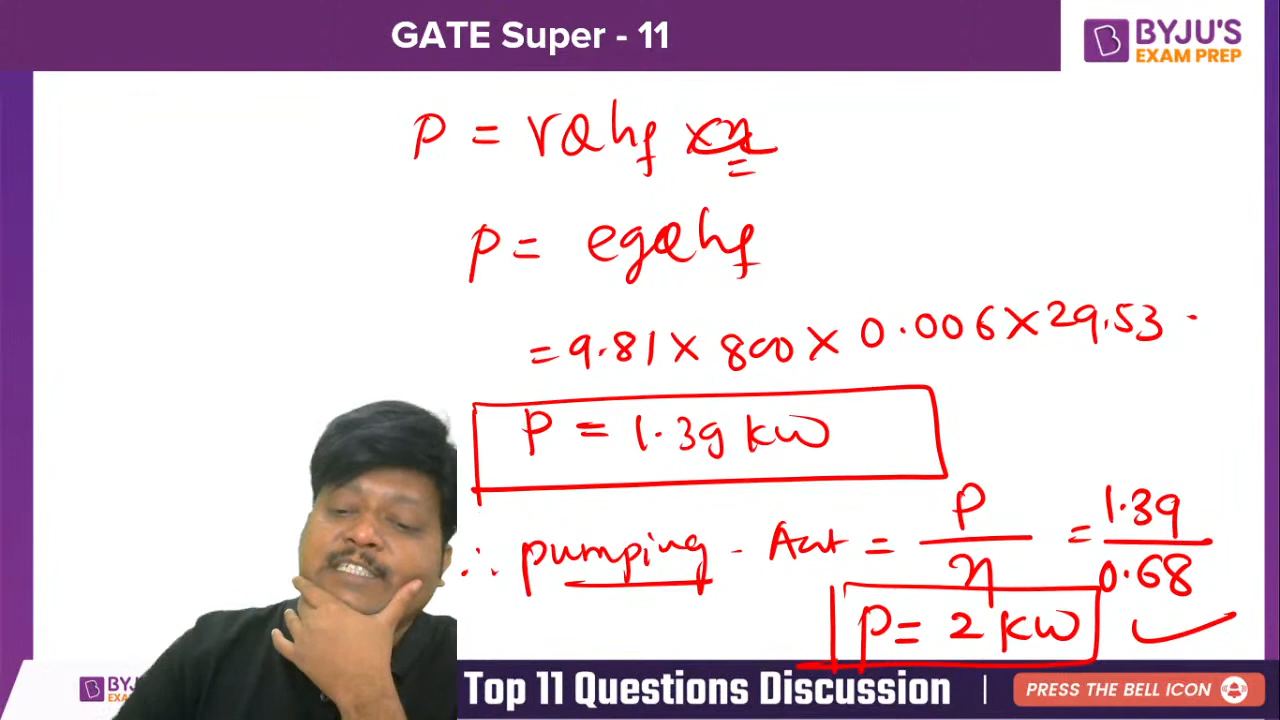 GATE Super - 11
BYJU'S
EXAM PREP
P = γQhf ×η
P = ρgQhf
= 9.81 × 800 × 0.006 × 29.53
P = 1.39 kW
∴ pumping - Act = P/η = 1.39/0.68
P = 2 kW
Top 11 Questions Discussion
PRESS THE BELL ICON